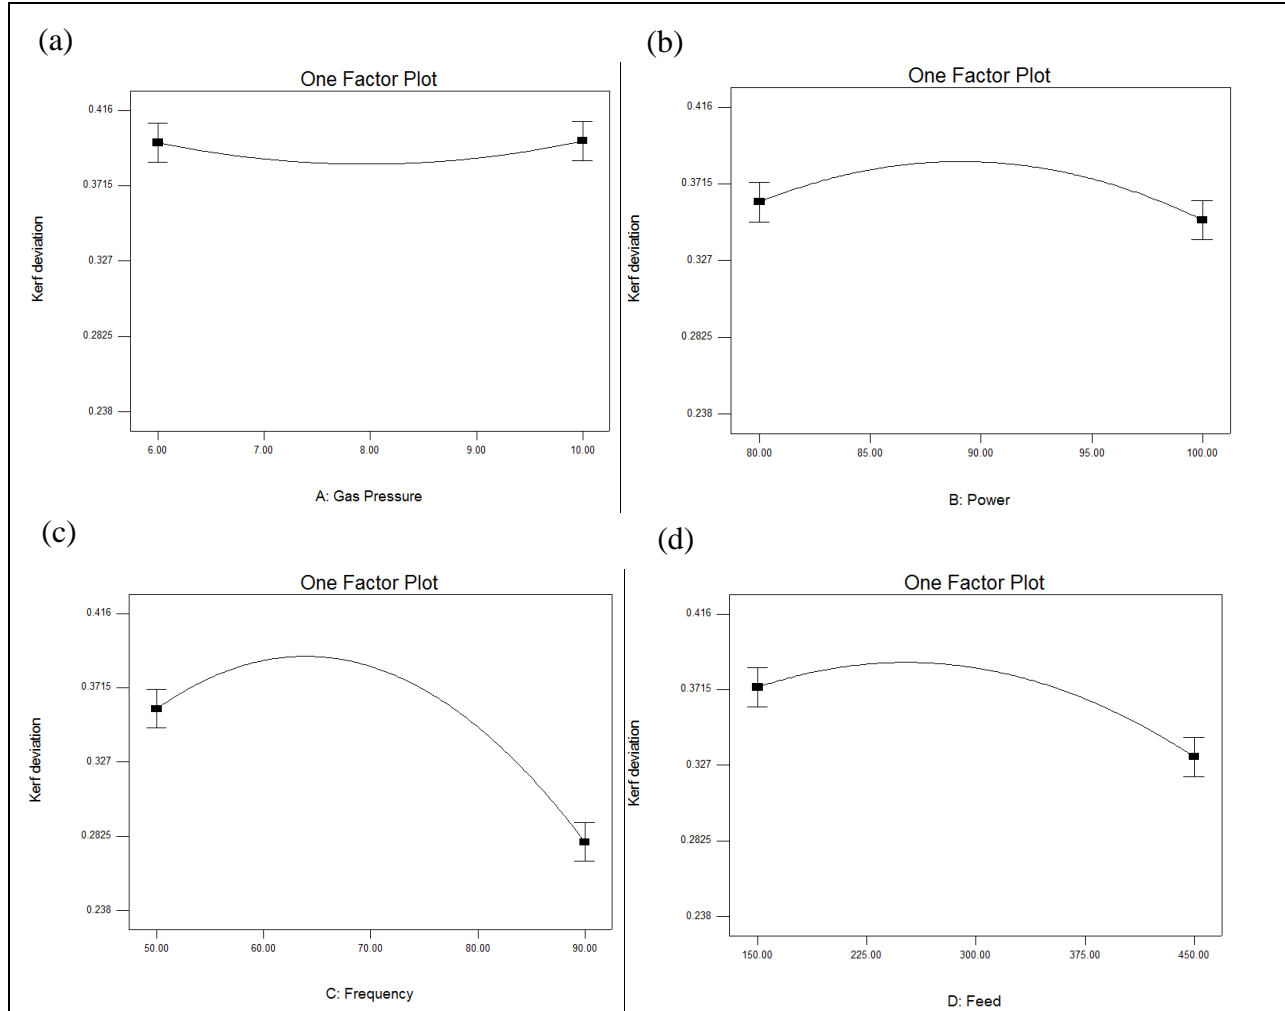 (a)
One Factor Plot
0.416
0.3715
0.327
0.2825
0.238
Kerf deviation
6.00 7.00 8.00 9.00 10.00
A: Gas Pressure
(b)
One Factor Plot
0.416
0.3715
0.327
0.2825
0.238
Kerf deviation
80.00 85.00 90.00 95.00 100.00
B: Power
(c)
One Factor Plot
0.416
0.3715
0.327
0.2825
0.238
Kerf deviation
50.00 60.00 70.00 80.00 90.00
C: Frequency
(d)
One Factor Plot
0.416
0.3715
0.327
0.2825
0.238
Kerf deviation
150.00 225.00 300.00 375.00 450.00
D: Feed